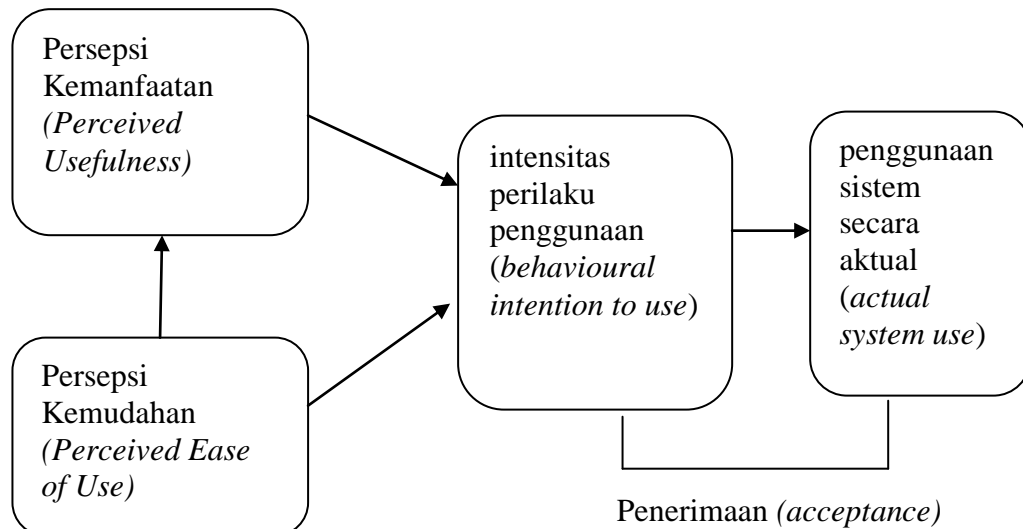 Persepsi
Kemanfaatan
(Perceived
Usefulness)
intensitas
perilaku
penggunaan
(behavioural
intention to use)
penggunaan
sistem
secara
aktual
(actual
system use)
Persepsi
Kemudahan
(Perceived Ease
of Use)
Penerimaan (acceptance)